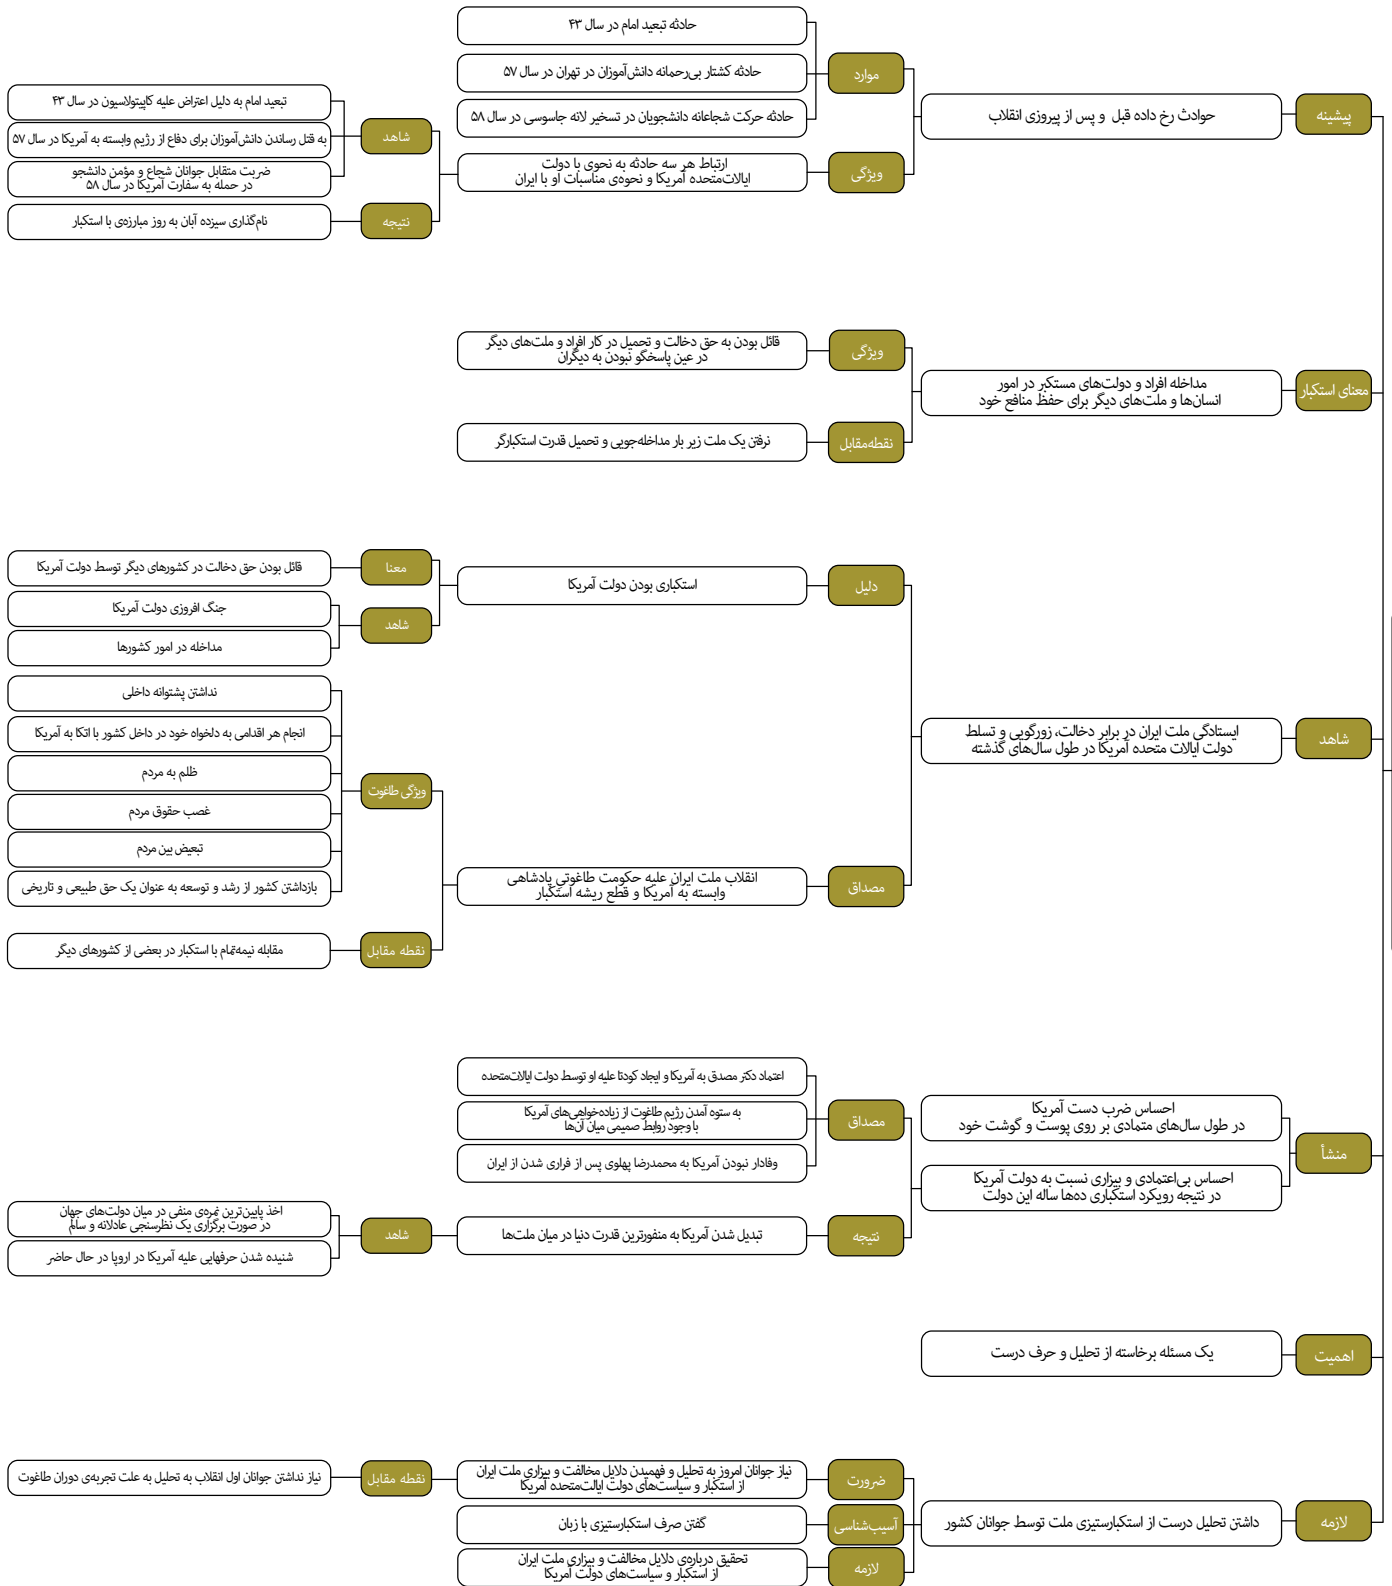 پیشینه
حوادث رخ داده قبل و پس از پیروزی انقلاب
موارد
حادثه تبعید امام در سال ۴۳
حادثه کشتار بی‌رحمانه دانش‌آموزان در تهران در سال ۵۷
حادثه حرکت شجاعانه دانشجویان در تسخیر لانه جاسوسی در سال ۵۸
ویژگی
ارتباط هر سه حادثه به نحوی با دولت
ایالات‌متحده آمریکا و نحوه‌ی مناسبات او با ایران
شاهد
تبعید امام به دلیل اعتراض علیه کاپیتولاسیون در سال ۴۳
به قتل رساندن دانش‌آموزان برای دفاع از رژیم وابسته به آمریکا در سال ۵۷
ضربت متقابل جوانان شجاع و مؤمن دانشجو
در حمله به سفارت آمریکا در سال ۵۸
نتیجه
نام‌گذاری سیزده آبان به روز مبارزه‌ی با استکبار
معنای استکبار
مداخله افراد و دولت‌های مستکبر در امور
انسان‌ها و ملت‌های دیگر برای حفظ منافع خود
ویژگی
قائل بودن به حق دخالت و تحمیل در کار افراد و ملت‌های دیگر
در عین پاسخگو نبودن به دیگران
نقطه‌مقابل
نرفتن یک ملت زیر بار مداخله‌جویی و تحمیل قدرت استکبارگر
شاهد
ایستادگی ملت ایران در برابر دخالت، زورگویی و تسلط
دولت ایالات متحده آمریکا در طول سال‌های گذشته
دلیل
استکباری بودن دولت آمریکا
معنا
قائل بودن حق دخالت در کشورهای دیگر توسط دولت آمریکا
شاهد
جنگ افروزی دولت آمریکا
مداخله در امور کشورها
مصداق
انقلاب ملت ایران علیه حکومت طاغوتیِ پادشاهی
وابسته به آمریکا و قطع ریشه استکبار
ویژگی طاغوت
نداشتن پشتوانه داخلی
انجام هر اقدامی به دلخواه خود در داخل کشور با اتکا به آمریکا
ظلم به مردم
غصب حقوق مردم
تبعیض بین مردم
بازداشتن کشور از رشد و توسعه به عنوان یک حق طبیعی و تاریخی
نقطه مقابل
مقابله نیمه‌تمام با استکبار در بعضی از کشورهای دیگر
منشأ
احساس ضرب دست آمریکا
در طول سال‌های متمادی بر روی پوست و گوشت خود
احساس بی‌اعتمادی و بیزاری نسبت به دولت آمریکا
در نتیجه رویکرد استکباری ده‌ها ساله این دولت
مصداق
اعتماد دکتر مصدق به آمریکا و ایجاد کودتا علیه او توسط دولت ایالات‌متحده
به ستوه آمدن رژیم طاغوت از زیاده‌خواهی‌های آمریکا
با وجود روابط صمیمی میان آن‌ها
وفادار نبودن آمریکا به محمدرضا پهلوی پس از فراری شدن از ایران
نتیجه
تبدیل شدن آمریکا به منفورترین قدرت دنیا در میان ملت‌ها
شاهد
اخذ پایین‌ترین نمره‌ی منفی در میان دولت‌های جهان
در صورت برگزاری یک نظرسنجی عادلانه و سالم
شنیده شدن حرفهایی علیه آمریکا در اروپا در حال حاضر
اهمیت
یک مسئله برخاسته از تحلیل و حرف درست
لازمه
داشتن تحلیل درست از استکبارستیزی ملت توسط جوانان کشور
ضرورت
نیاز جوانان امروز به تحلیل و فهمیدن دلایل مخالفت و بیزاری ملت ایران
از استکبار و سیاست‌های دولت ایالت‌متحده آمریکا
نقطه مقابل
نیاز نداشتن جوانان اول انقلاب به تحلیل به علت تجربه‌ی دوران طاغوت
آسیب‌شناسی
گفتن صرف استکبارستیزی با زبان
لازمه
تحقیق درباره‌ی دلایل مخالفت و بیزاری ملت ایران
از استکبار و سیاست‌های دولت آمریکا